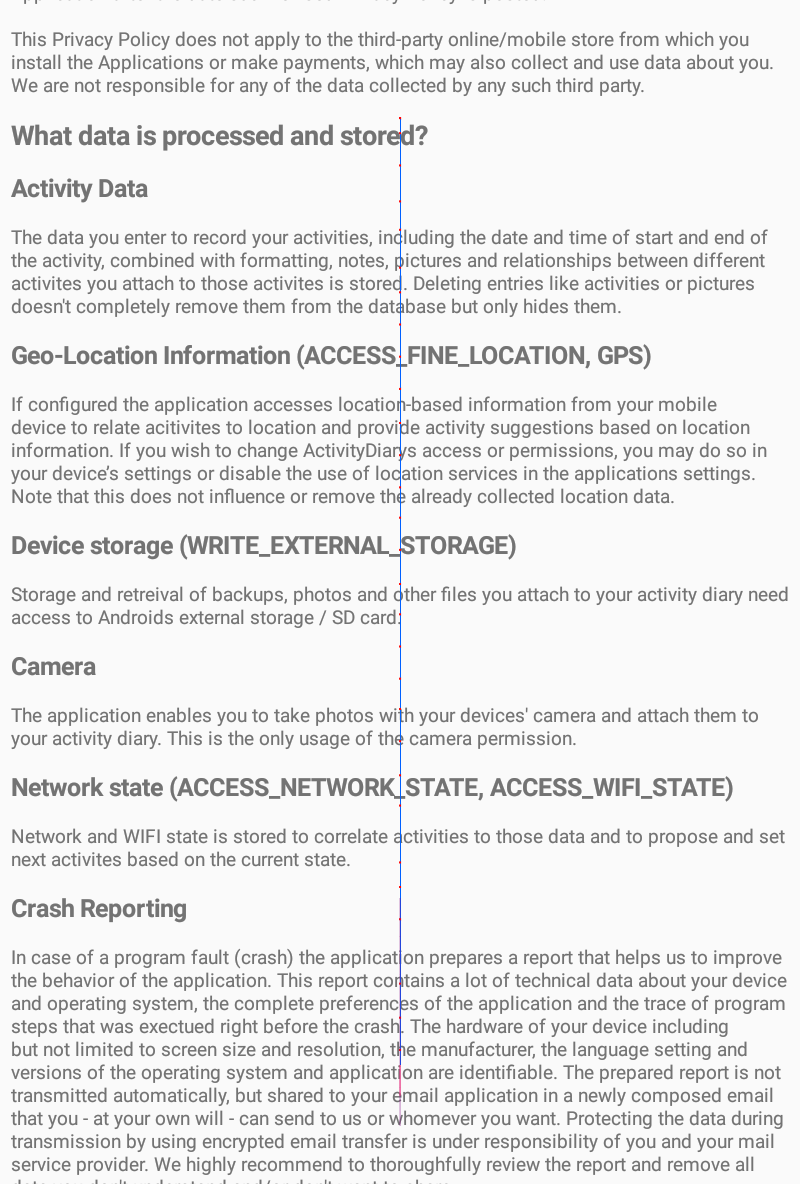 This Privacy Policy does not apply to the third-party online/mobile store from which you
install the Applications or make payments, which may also collect and use data about you.
We are not responsible for any of the data collected by any such third party.
What data is processed and stored?
Activity Data
The data you enter to record your activities, including the date and time of start and end of
the activity, combined with formatting, notes, pictures and relationships between different
activites you attach to those activites is stored. Deleting entries like activities or pictures
doesn't completely remove them from the database but only hides them.
Geo-Location Information (ACCESS_FINE_LOCATION, GPS)
If configured the application accesses location-based information from your mobile
device to relate acitivites to location and provide activity suggestions based on location
information. If you wish to change ActivityDiarys access or permissions, you may do so in
your device’s settings or disable the use of location services in the applications settings.
Note that this does not influence or remove the already collected location data.
Device storage (WRITE_EXTERNAL_STORAGE)
Storage and retreival of backups, photos and other files you attach to your activity diary need
access to Androids external storage / SD card.
Camera
The application enables you to take photos with your devices' camera and attach them to
your activity diary. This is the only usage of the camera permission.
Network state (ACCESS_NETWORK_STATE, ACCESS_WIFI_STATE)
Network and WIFI state is stored to correlate activities to those data and to propose and set
next activites based on the current state.
Crash Reporting
In case of a program fault (crash) the application prepares a report that helps us to improve
the behavior of the application. This report contains a lot of technical data about your device
and operating system, the complete preferences of the application and the trace of program
steps that was exectued right before the crash. The hardware of your device including
but not limited to screen size and resolution, the manufacturer, the language setting and
versions of the operating system and application are identifiable. The prepared report is not
transmitted automatically, but shared to your email application in a newly composed email
that you - at your own will - can send to us or whomever you want. Protecting the data during
transmission by using encrypted email transfer is under responsibility of you and your mail
service provider. We highly recommend to thoroughly review the report and remove all